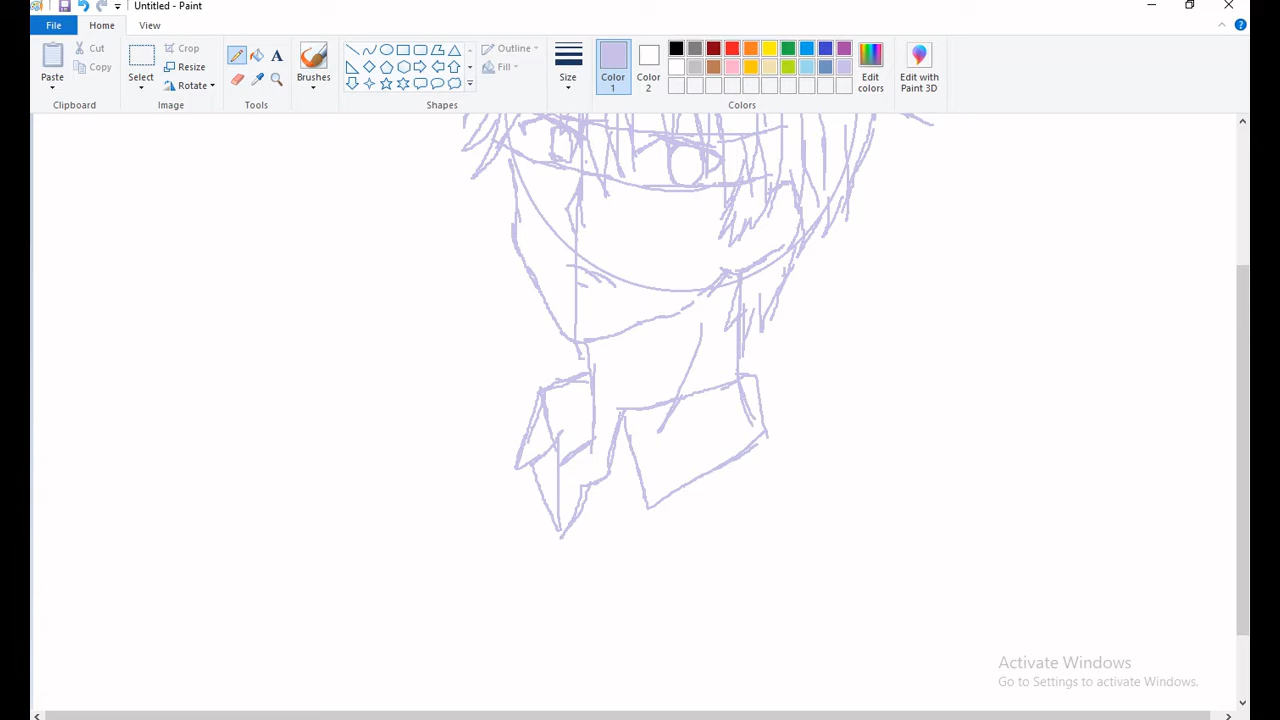 Untitled - Paint
File Home View
Paste
Cut
Copy
Clipboard
Select
Crop
Resize
Rotate
Image
Tools
Brushes
Shapes
Outline
Fill
Size
Color 1
Color 2
Edit colors
Edit with Paint 3D
Colors
Activate Windows
Go to Settings to activate Windows.